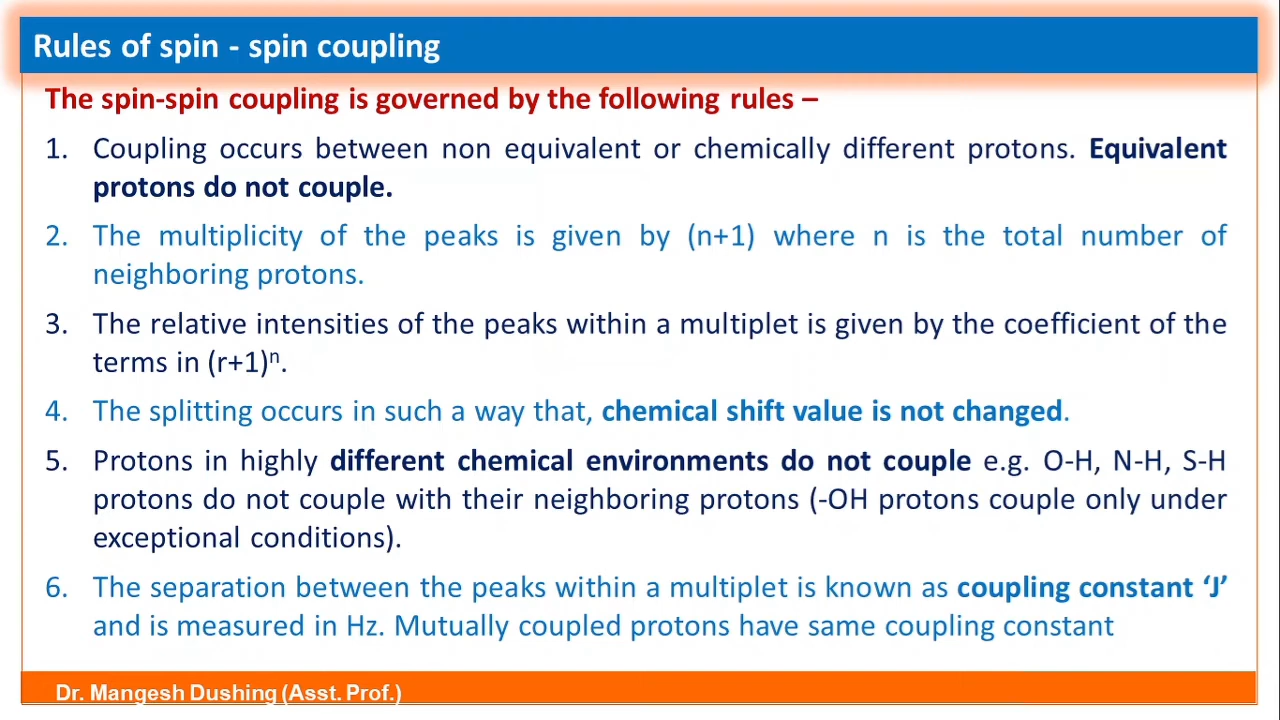 Rules of spin - spin coupling
The spin-spin coupling is governed by the following rules –
1. Coupling occurs between non equivalent or chemically different protons. Equivalent
protons do not couple.
2. The multiplicity of the peaks is given by (n+1) where n is the total number of
neighboring protons.
3. The relative intensities of the peaks within a multiplet is given by the coefficient of the
terms in (r+1)ⁿ.
4. The splitting occurs in such a way that, chemical shift value is not changed.
5. Protons in highly different chemical environments do not couple e.g. O-H, N-H, S-H
protons do not couple with their neighboring protons (-OH protons couple only under
exceptional conditions).
6. The separation between the peaks within a multiplet is known as coupling constant ‘J’
and is measured in Hz. Mutually coupled protons have same coupling constant
Dr. Mangesh Dushing (Asst. Prof.)